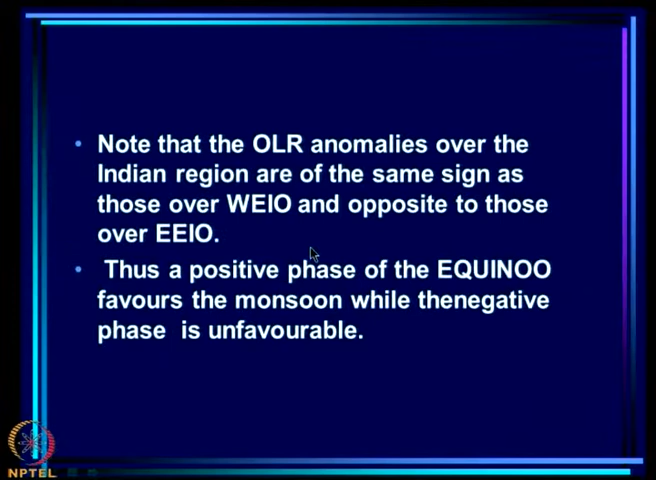 • Note that the OLR anomalies over the
Indian region are of the same sign as
those over WEIO and opposite to those
over EEIO.
• Thus a positive phase of the EQUINOO
favours the monsoon while thenegative
phase is unfavourable.
NPTEL